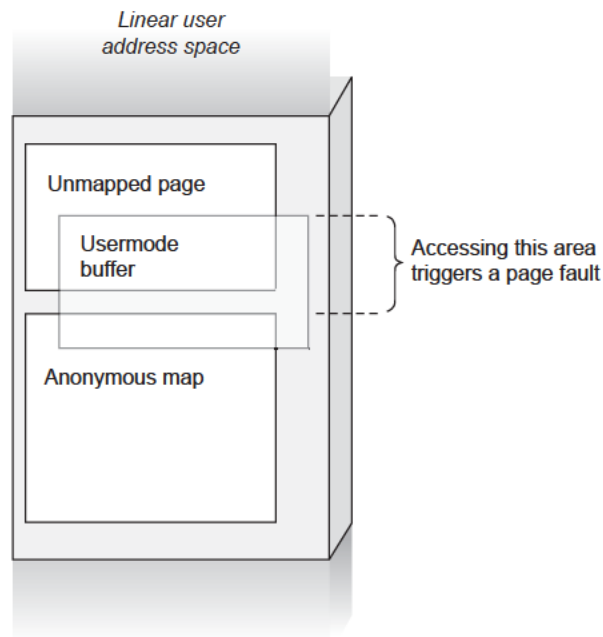 Linear user
address space
Unmapped page
Usermode
buffer
Accessing this area
triggers a page fault
Anonymous map